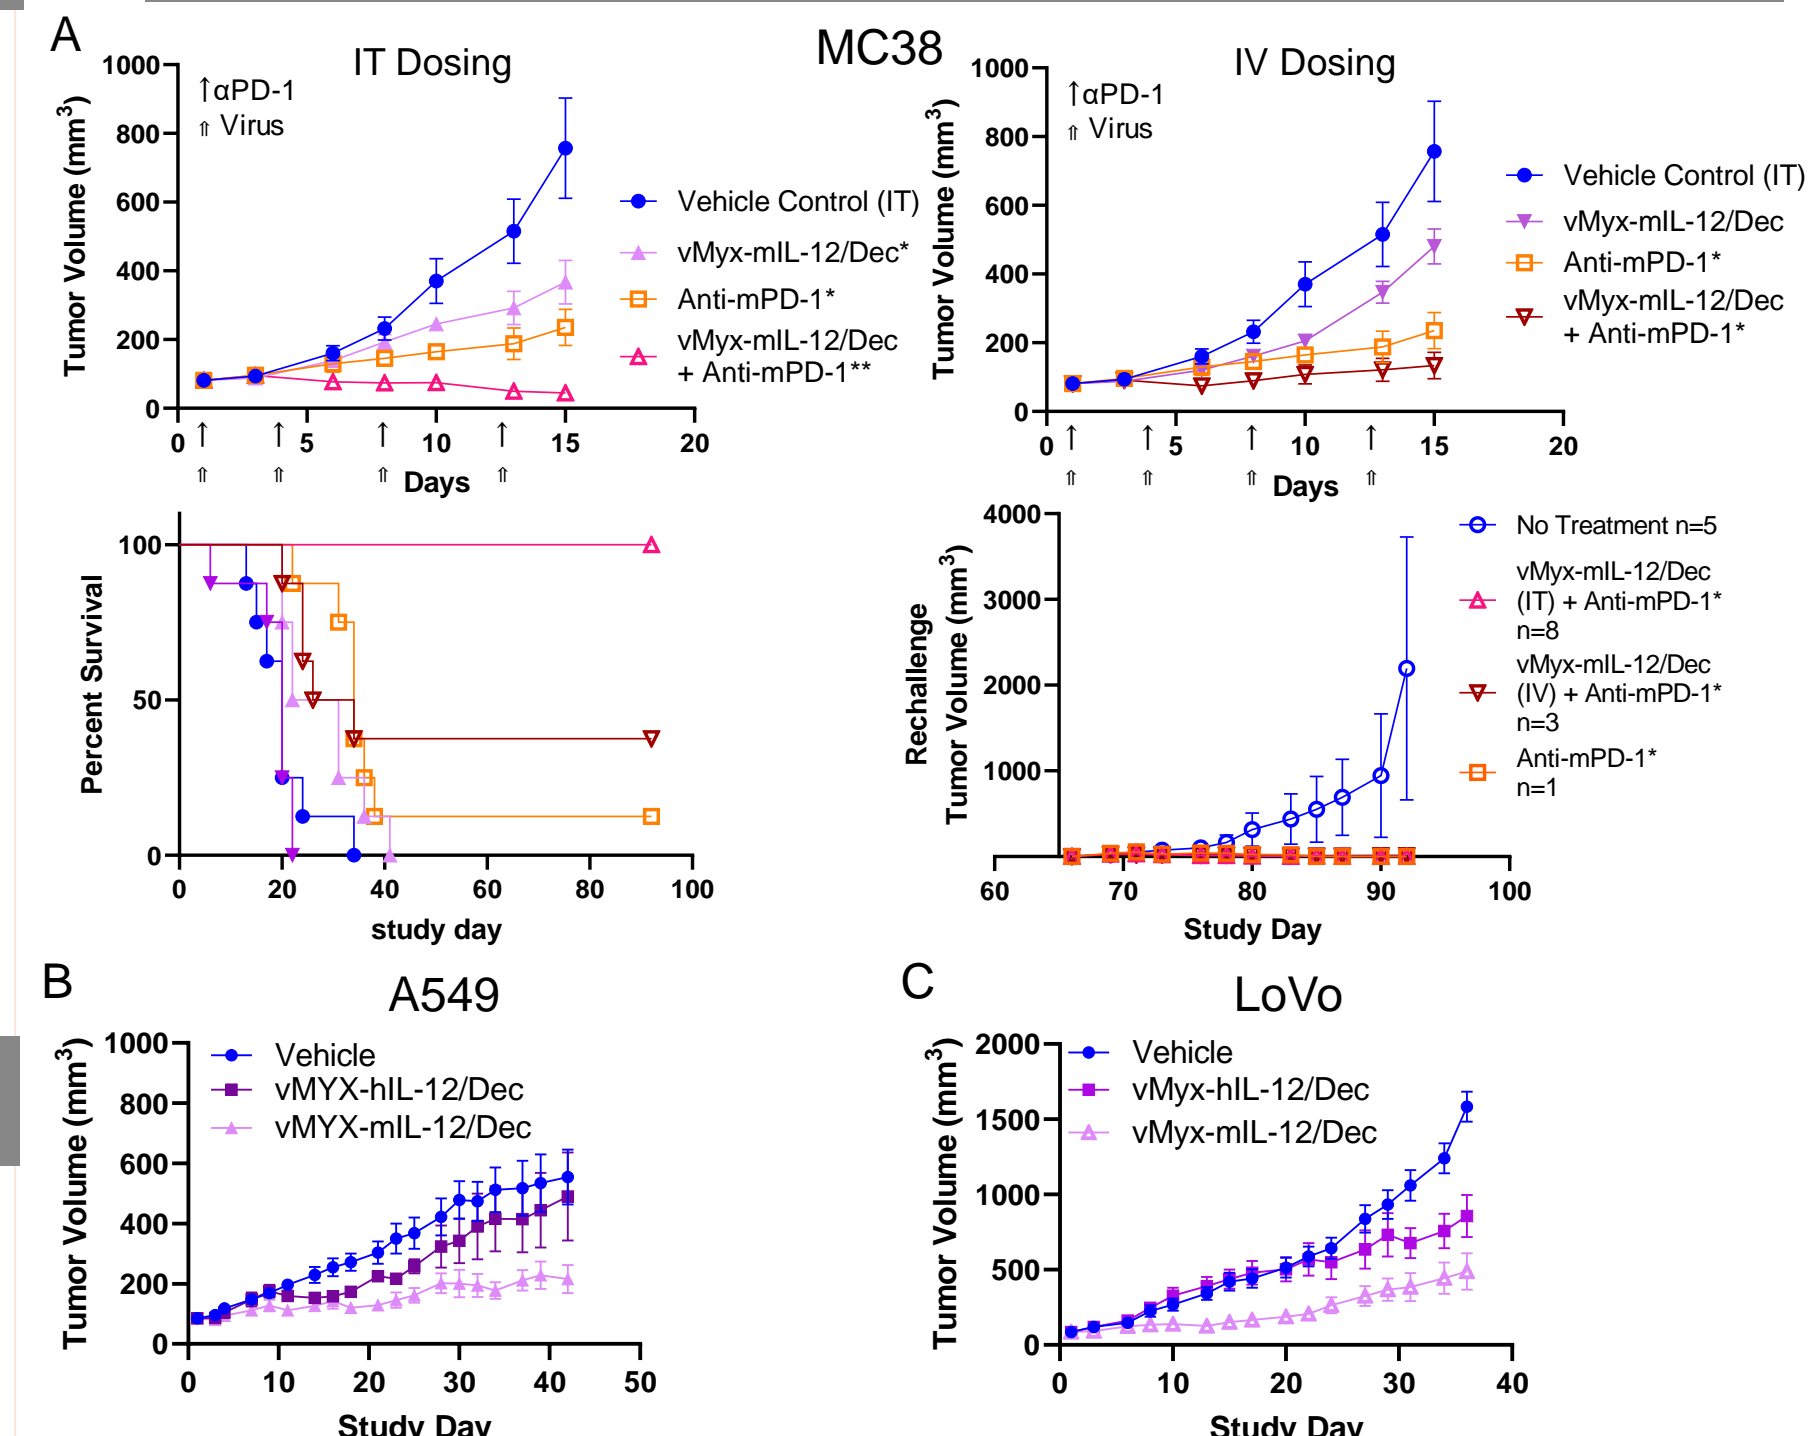 A
MC38
IT Dosing
1000
800
600
400
200
0
Tumor Volume (mm³)
↑αPD-1
⇑ Virus
0 5 10 15 20
↑ ↑ ↑ ↑
⇑ ⇑ ⇑ ⇑
Days
Vehicle Control (IT)
vMyx-mIL-12/Dec*
Anti-mPD-1*
vMyx-mIL-12/Dec
+ Anti-mPD-1**
IV Dosing
1000
800
600
400
200
0
Tumor Volume (mm³)
↑αPD-1
⇑ Virus
0 5 10 15 20
↑ ↑ ↑ ↑
⇑ ⇑ ⇑ ⇑
Days
Vehicle Control (IT)
vMyx-mIL-12/Dec
Anti-mPD-1*
vMyx-mIL-12/Dec
+ Anti-mPD-1*
100
50
0
Percent Survival
0 20 40 60 80 100
study day
4000
3000
2000
1000
Rechallenge
Tumor Volume (mm³)
60 70 80 90 100
Study Day
No Treatment n=5
vMyx-mIL-12/Dec
(IT) + Anti-mPD-1*
n=8
vMyx-mIL-12/Dec
(IV) + Anti-mPD-1*
n=3
Anti-mPD-1*
n=1
B
A549
1000
800
600
400
200
0
Tumor Volume (mm³)
Vehicle
vMYX-hIL-12/Dec
vMYX-mIL-12/Dec
0 10 20 30 40 50
Study Day
C
LoVo
2000
1500
1000
500
0
Tumor Volume (mm³)
Vehicle
vMyx-hIL-12/Dec
vMyx-mIL-12/Dec
0 10 20 30 40
Study Day